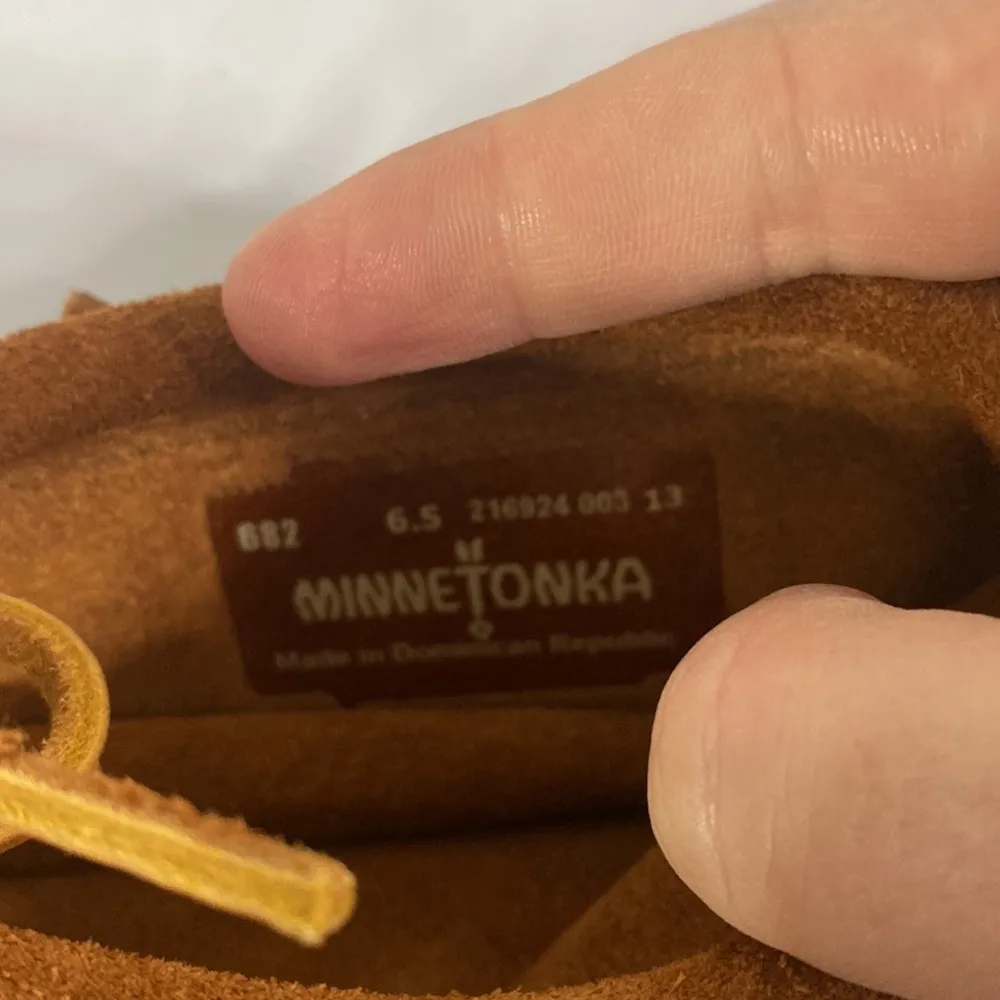 682 6.5 216924 003 13
MINNETONKA
Made in Dominican Republic